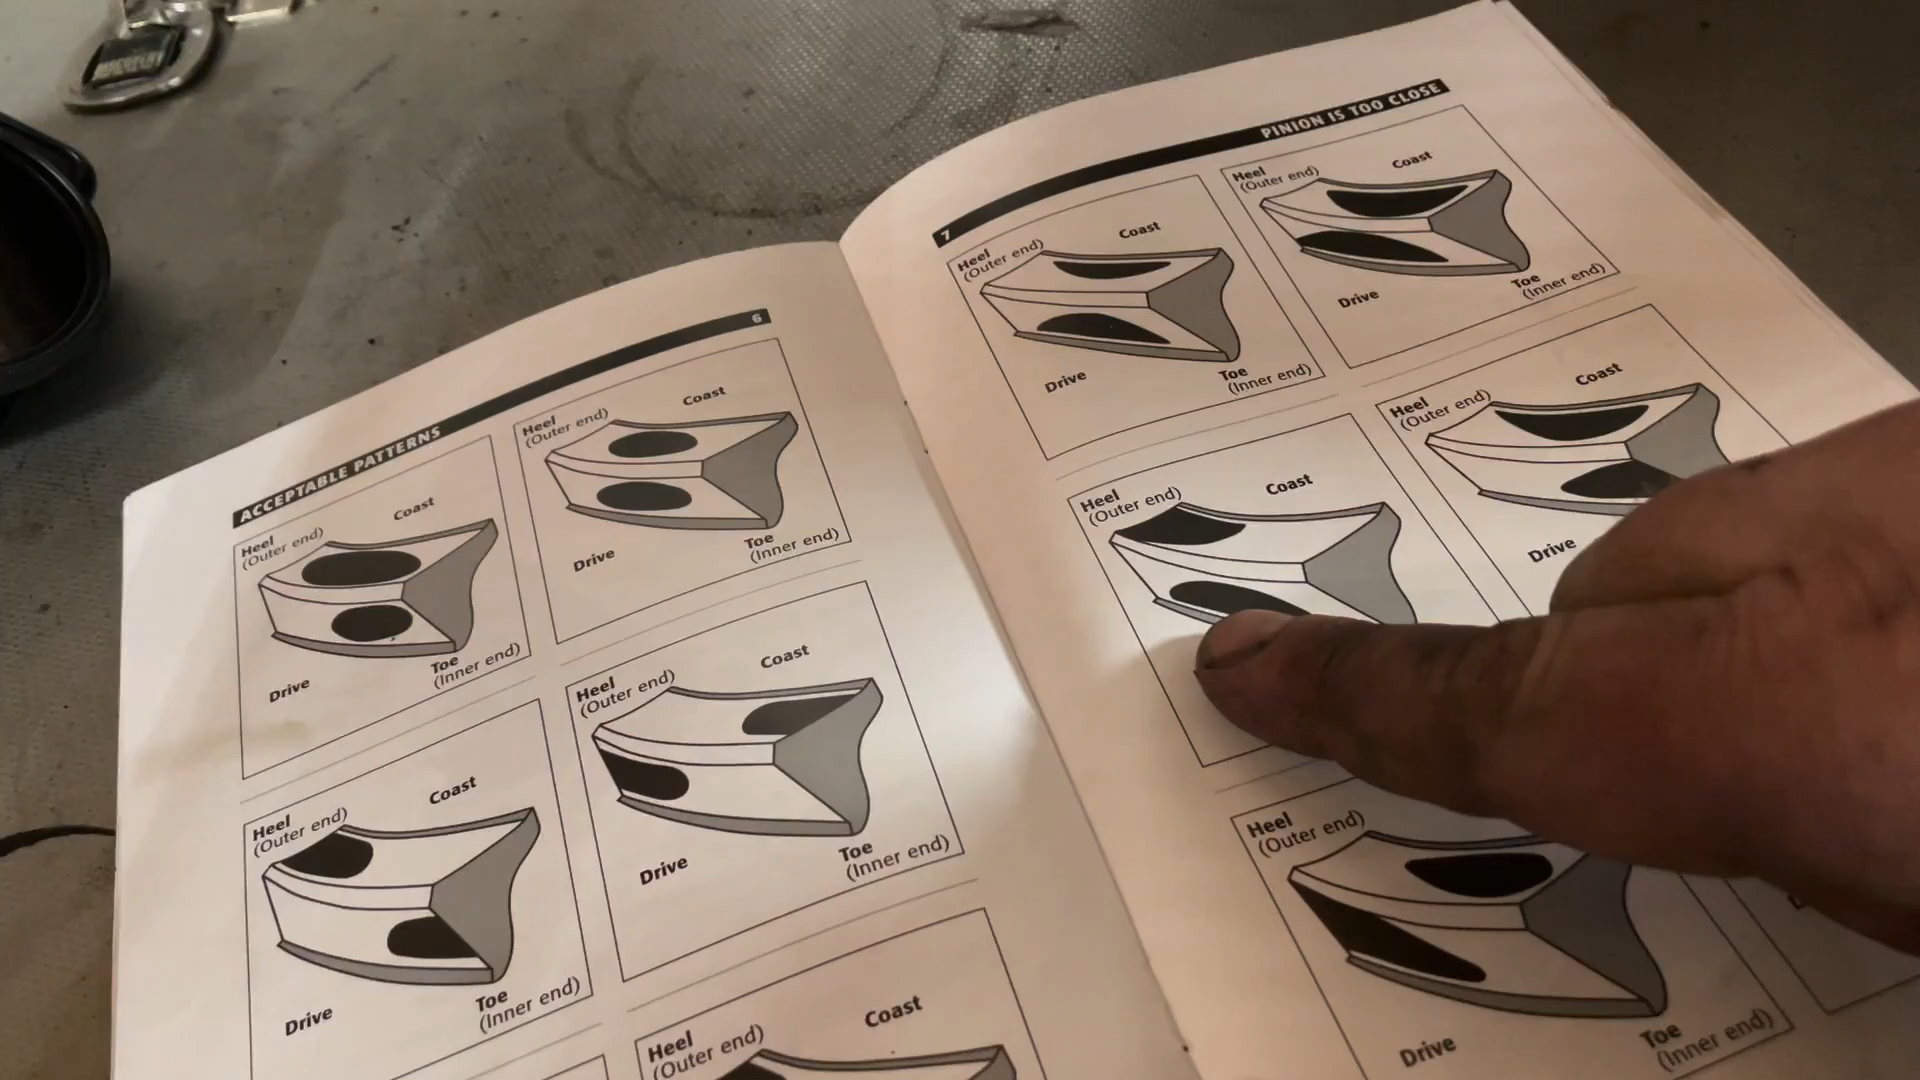 ACCEPTABLE PATTERNS 6
Heel
(Outer end)
Coast
Drive
Toe
(Inner end)
Heel
(Outer end)
Coast
Drive
Toe
(Inner end)
Heel
(Outer end)
Coast
Drive
Toe
(Inner end)
Heel
(Outer end)
Coast
Drive
Toe
(Inner end)
Heel
(Outer end)
Coast
7 PINION IS TOO CLOSE
Heel
(Outer end)
Coast
Drive
Toe
(Inner end)
Heel
(Outer end)
Coast
Drive
Toe
(Inner end)
Heel
(Outer end)
Coast
Heel
(Outer end)
Coast
Drive
Heel
(Outer end)
Drive
Toe
(Inner end)